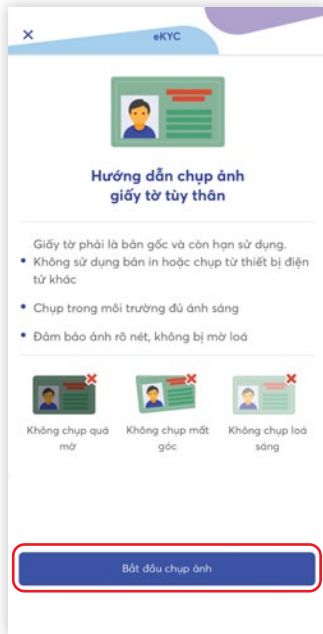 eKYC
Hướng dẫn chụp ảnh
giấy tờ tùy thân
Giấy tờ phải là bản gốc và còn hạn sử dụng.
Không sử dụng bản in hoặc chụp từ thiết bị điện
tử khác
Chụp trong môi trường đủ ánh sáng
Đảm bảo ảnh rõ nét, không bị mờ loá
Không chụp quá
mờ
Không chụp mất
góc
Không chụp loá
sáng
Bắt đầu chụp ảnh